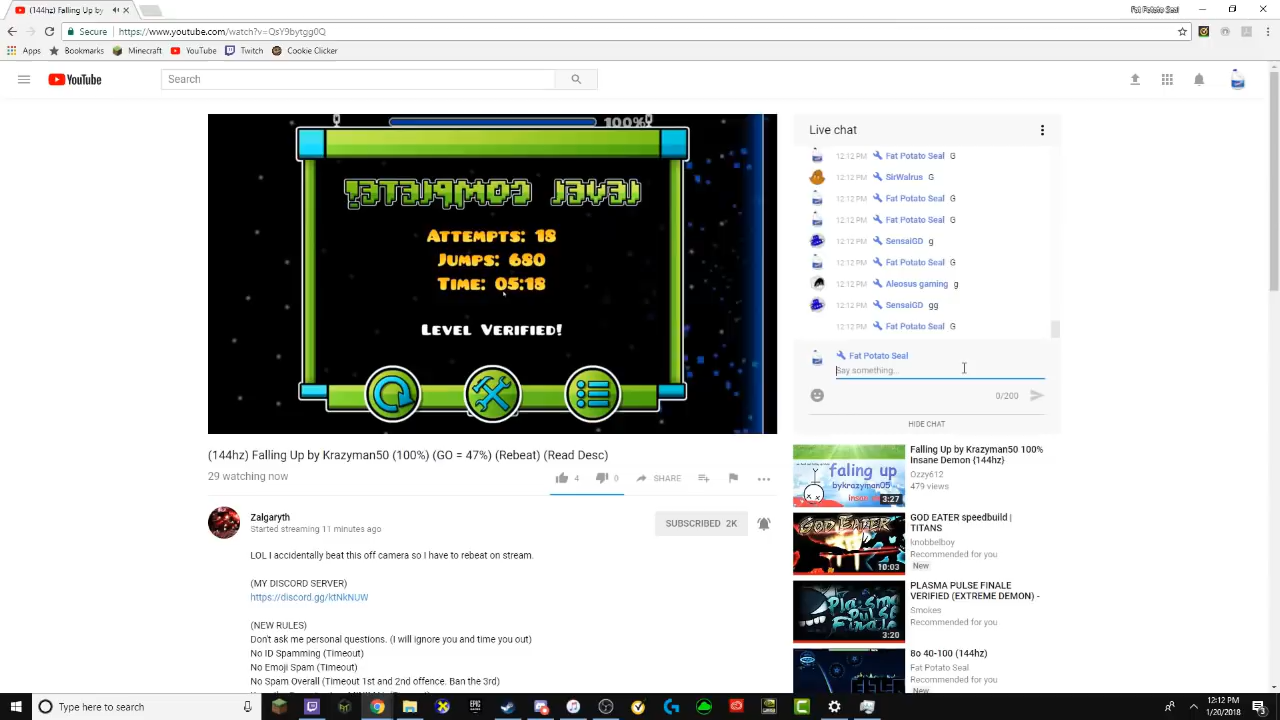 (144hz) Falling Up by
Fat Potato Seal
Secure
https://www.youtube.com/watch?v=QsY9bytgg0Q
Apps
Bookmarks
Minecraft
YouTube
Twitch
Cookie Clicker
YouTube
Search
100%
Level Complete!
Attempts: 18
Jumps: 680
Time: 05:18
Level Verified!
Live chat
12:12 PM Fat Potato Seal G
12:12 PM SirWalrus G
12:12 PM Fat Potato Seal G
12:12 PM Fat Potato Seal G
12:12 PM SensaiGD g
12:12 PM Fat Potato Seal G
12:12 PM Aleosus gaming g
12:12 PM SensaiGD gg
12:12 PM Fat Potato Seal G
Fat Potato Seal
Say something...
0/200
HIDE CHAT
(144hz) Falling Up by Krazyman50 (100%) (GO = 47%) (Rebeat) (Read Desc)
29 watching now
4
0
SHARE
Zalgaryth
Started streaming 11 minutes ago
SUBSCRIBED 2K
LOL I accidentally beat this off camera so I have to rebeat on stream.
(MY DISCORD SERVER)
https://discord.gg/ktNkNUW
(NEW RULES)
Don't ask me personal questions. (I will ignore you and time you out)
No ID Spamming (Timeout)
No Emoji Spam (Timeout)
No Spam Overall (Timeout 1st and 2nd offence. Ban the 3rd)
faling up
bykrazyman05
3:27
Falling Up by Krazyman50 100%
Insane Demon {144hz}
Ozzy612
479 views
GOD EATER
10:03
GOD EATER speedbuild |
TITANS
knobbelboy
Recommended for you
New
Plasma
Pulse
Finale
3:20
PLASMA PULSE FINALE
VERIFIED (EXTREME DEMON) -
Smokes
Recommended for you
8o 40-100 (144hz)
Fat Potato Seal
Recommended for you
New
Type here to search
12:12 PM
1/20/2018